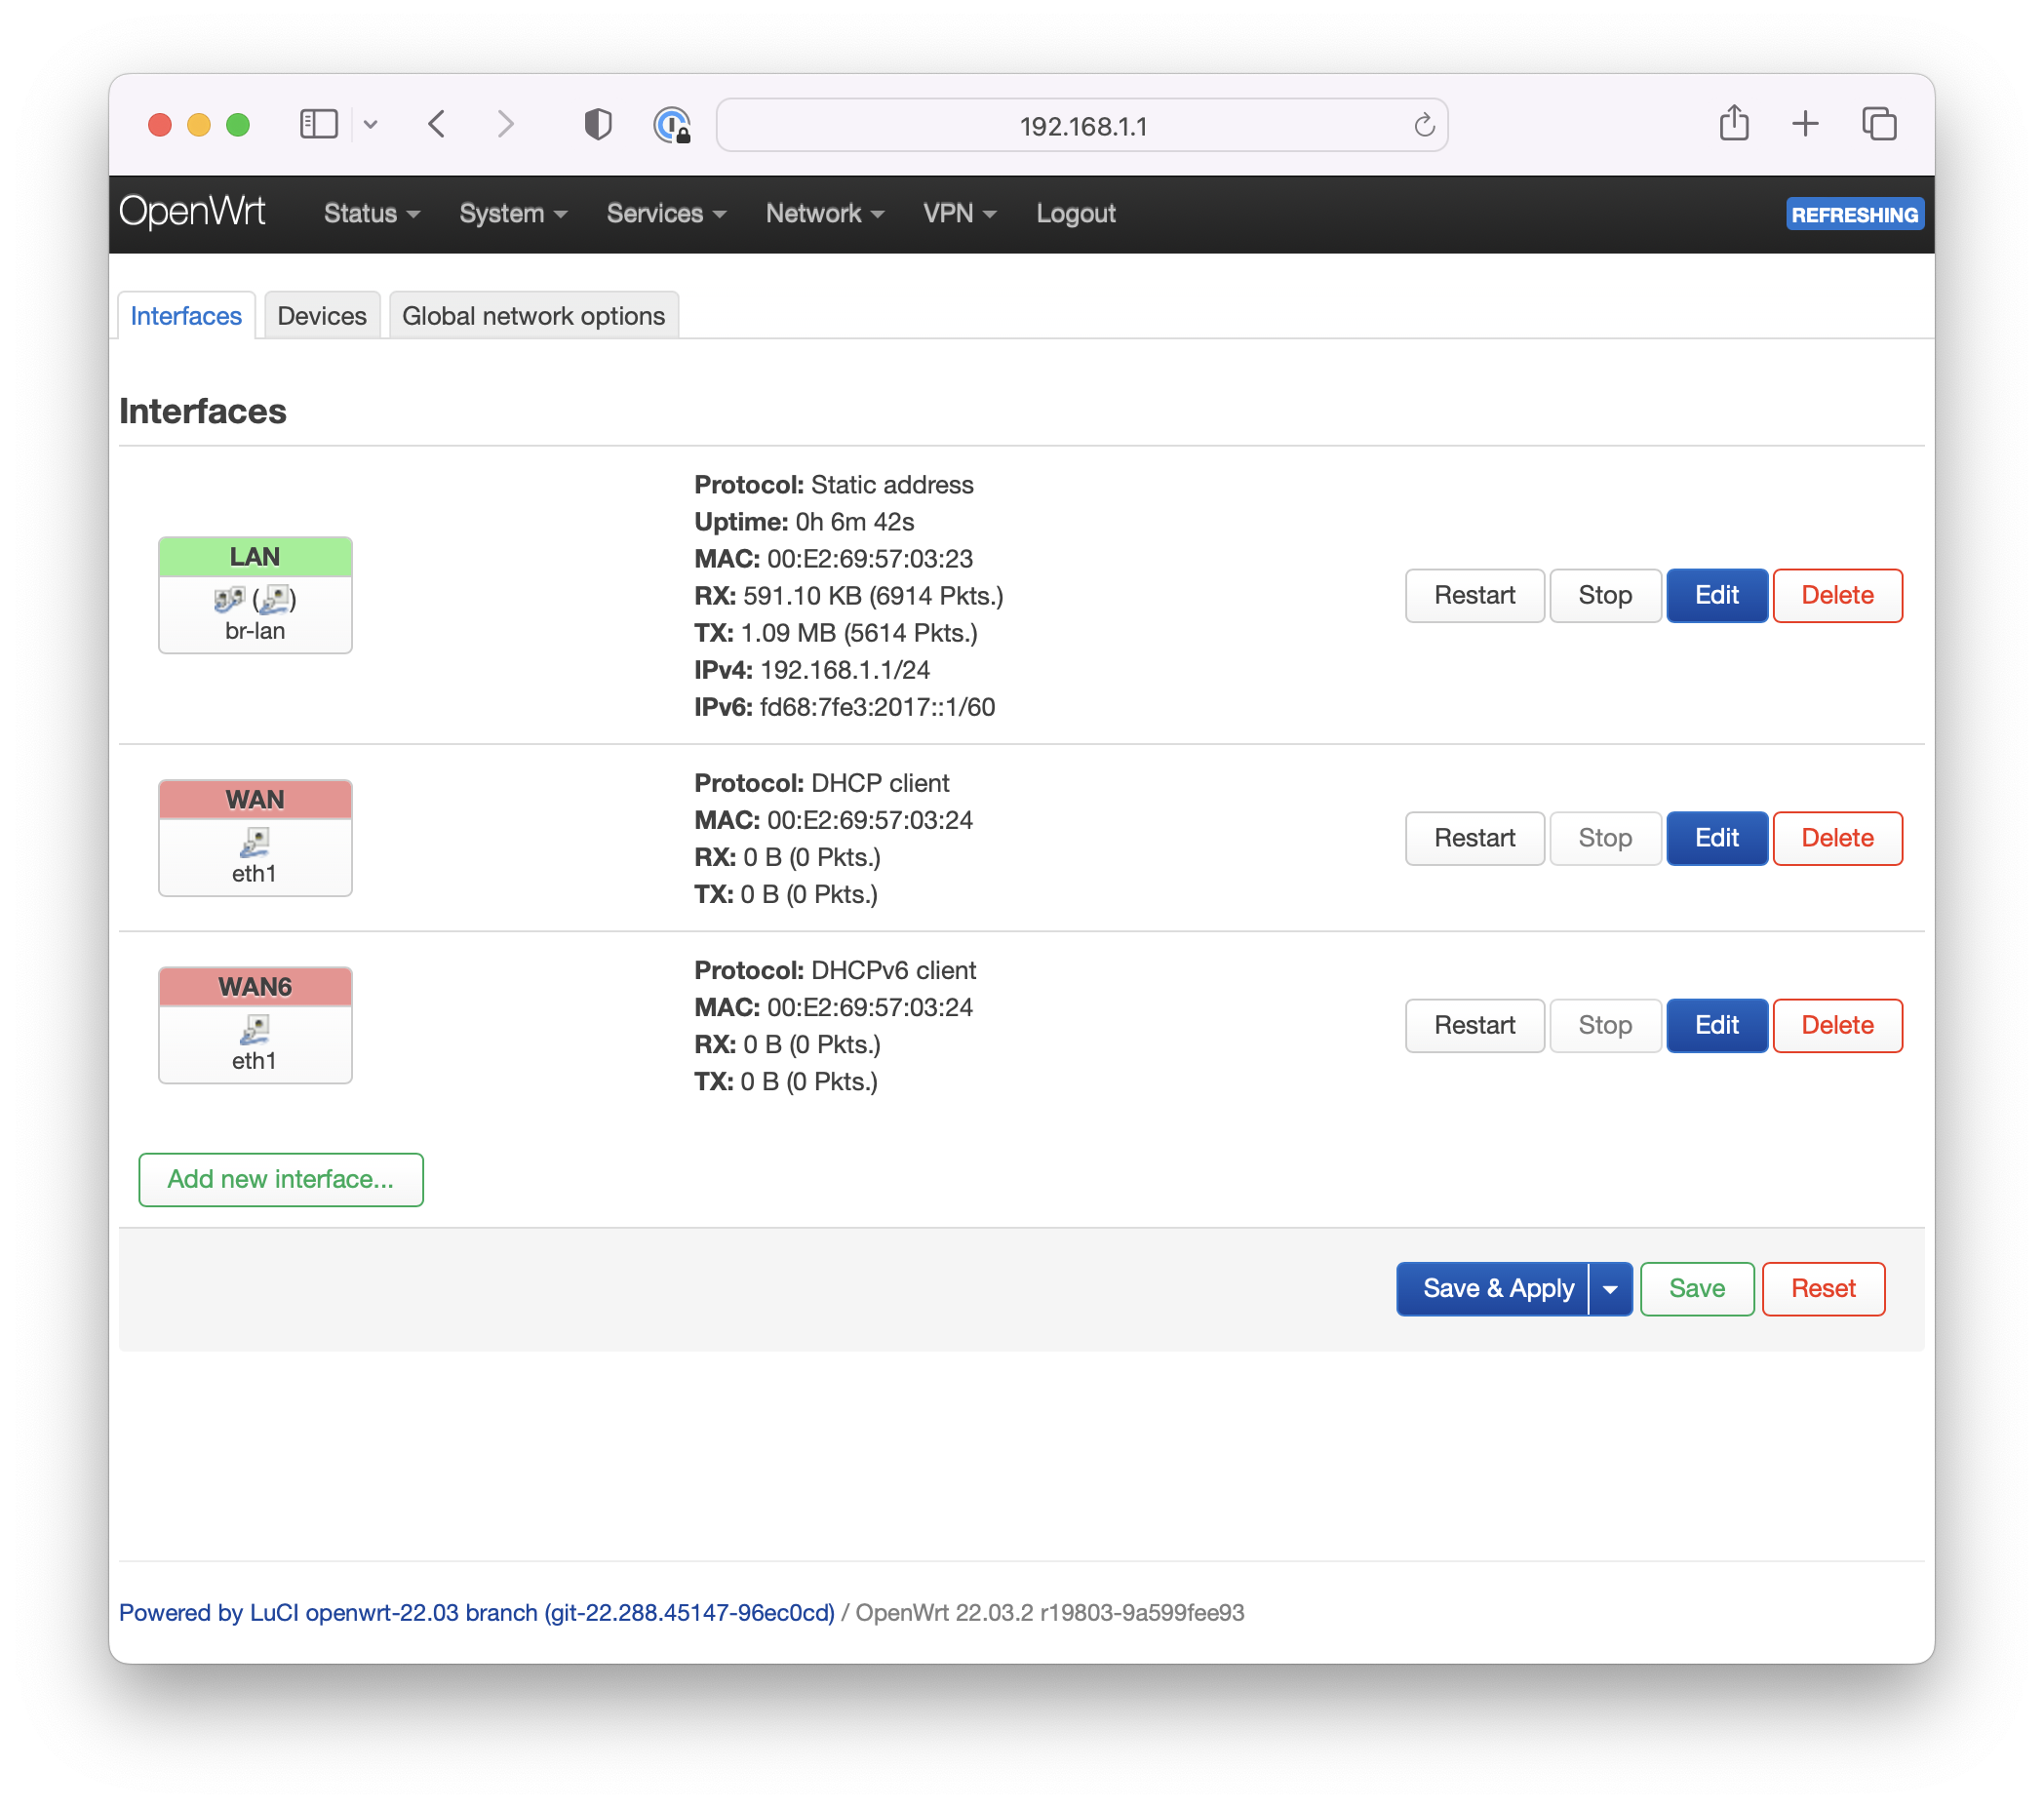 192.168.1.1
OpenWrt Status System Services Network VPN Logout REFRESHING
Interfaces Devices Global network options
Interfaces
LAN
br-lan
Protocol: Static address
Uptime: 0h 6m 42s
MAC: 00:E2:69:57:03:23
RX: 591.10 KB (6914 Pkts.)
TX: 1.09 MB (5614 Pkts.)
IPv4: 192.168.1.1/24
IPv6: fd68:7fe3:2017::1/60
Restart Stop Edit Delete
WAN
eth1
Protocol: DHCP client
MAC: 00:E2:69:57:03:24
RX: 0 B (0 Pkts.)
TX: 0 B (0 Pkts.)
Restart Stop Edit Delete
WAN6
eth1
Protocol: DHCPv6 client
MAC: 00:E2:69:57:03:24
RX: 0 B (0 Pkts.)
TX: 0 B (0 Pkts.)
Restart Stop Edit Delete
Add new interface...
Save & Apply Save Reset
Powered by LuCI openwrt-22.03 branch (git-22.288.45147-96ec0cd) / OpenWrt 22.03.2 r19803-9a599fee93